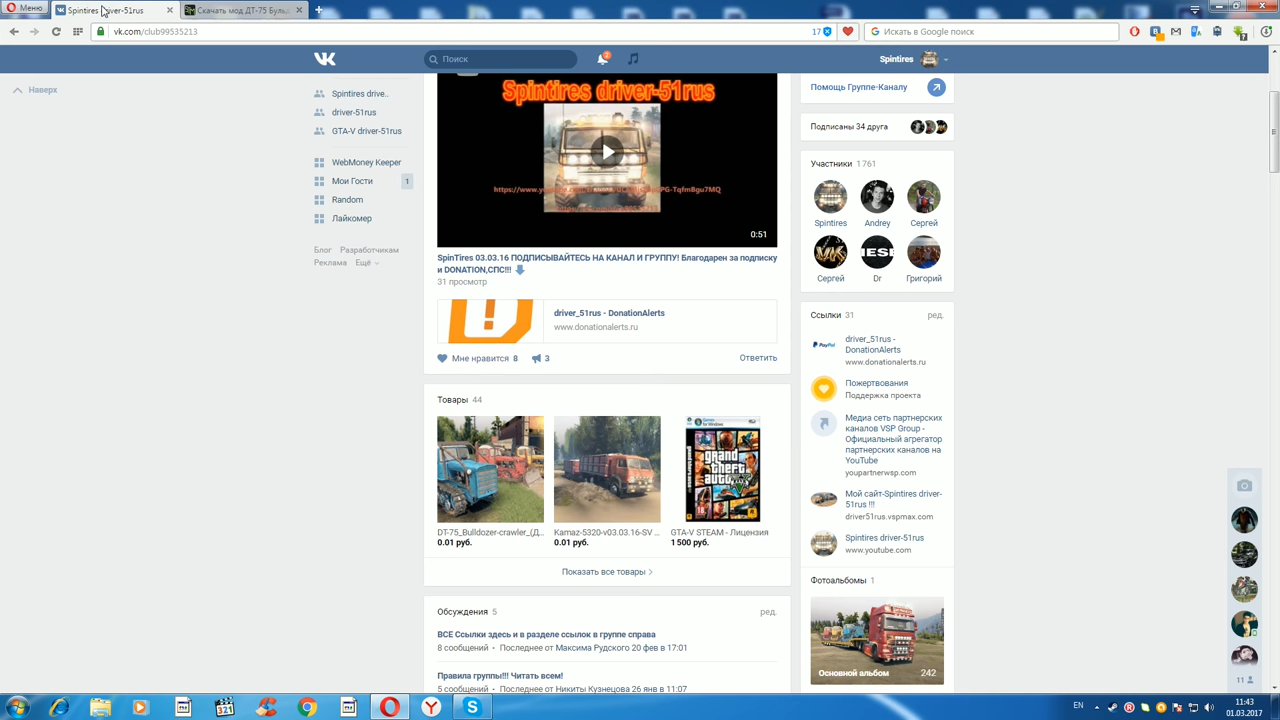 Меню
Spintires driver-51rus
Скачать мод ДТ-75 Буль
vk.com/club99535213
17
Искать в Google поиск
Поиск
2
Spintires
Наверх
Spintires drive..
driver-51rus
GTA-V driver-51rus
WebMoney Keeper
Мои Гости
1
Random
Лайкомер
Блог Разработчикам
Реклама Ещё
Spintires driver-51rus
0:51
SpinTires 03.03.16 ПОДПИСЫВАЙТЕСЬ НА КАНАЛ И ГРУППУ! Благодарен за подписку
и DONATION,СПС!!!
31 просмотр
driver_51rus - DonationAlerts
www.donationalerts.ru
Мне нравится 8
3
Ответить
Товары 44
DT-75_Bulldozer-crawler_(Д...
0.01 руб.
Kamaz-5320-v03.03.16-SV ...
0.01 руб.
GTA-V STEAM - Лицензия
1 500 руб.
grand
theft
auto
Показать все товары
Обсуждения 5
ред.
ВСЕ Ссылки здесь и в разделе ссылок в группе справа
8 сообщений • Последнее от Максима Рудского 20 фев в 17:01
Правила группы!!! Читать всем!
5 сообщений • Последнее от Никиты Кузнецова 26 янв в 11:07
Помощь Группе-Каналу
Подписаны 34 друга
Участники 1 761
Spintires
Andrey
Сергей
Сергей
Dr
Григорий
Ссылки 31
ред.
PayPal
driver_51rus -
DonationAlerts
www.donationalerts.ru
Пожертвования
Поддержка проекта
Медиа сеть партнерских
каналов VSP Group -
Официальный агрегатор
партнерских каналов на
YouTube
youpartnerwsp.com
Мой сайт-Spintires driver-
51rus !!!
driver51rus.vspmax.com
Spintires driver-51rus
www.youtube.com
Фотоальбомы 1
Основной альбом
242
11
EN
11:43
01.03.2017